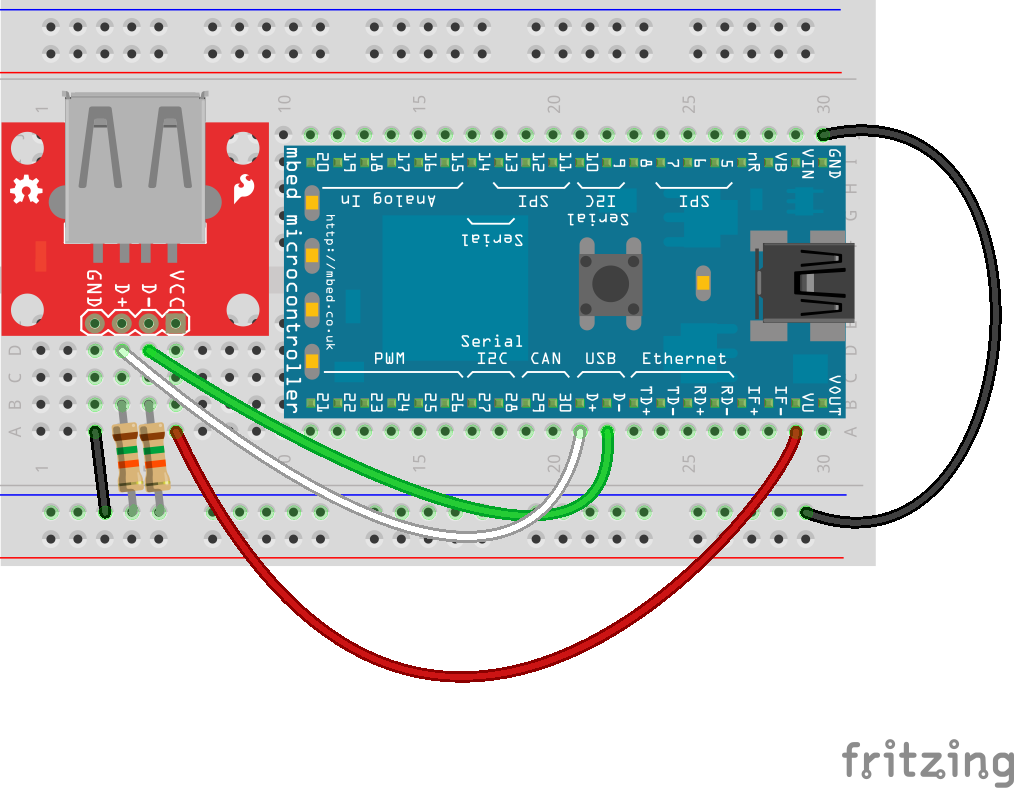 1
10
15
20
25
30
GND
D+
D-
VCC
mbed microcontroller
http://mbed.co.uk
20
19
18
17
16
15
14
13
12
11
10
9
8
7
6
5
nR
VB
VIN
GND
Analog In
SPI
I2C
SPI
Serial
Serial
I
H
G
Serial
PWM
I2C
CAN
USB
Ethernet
21
22
23
24
25
26
27
28
29
30
D+
D-
TD+
TD-
RD+
RD-
IF+
IF-
VU
VOUT
D
C
B
A
D
C
B
A
1
15
20
25
30
fritzing